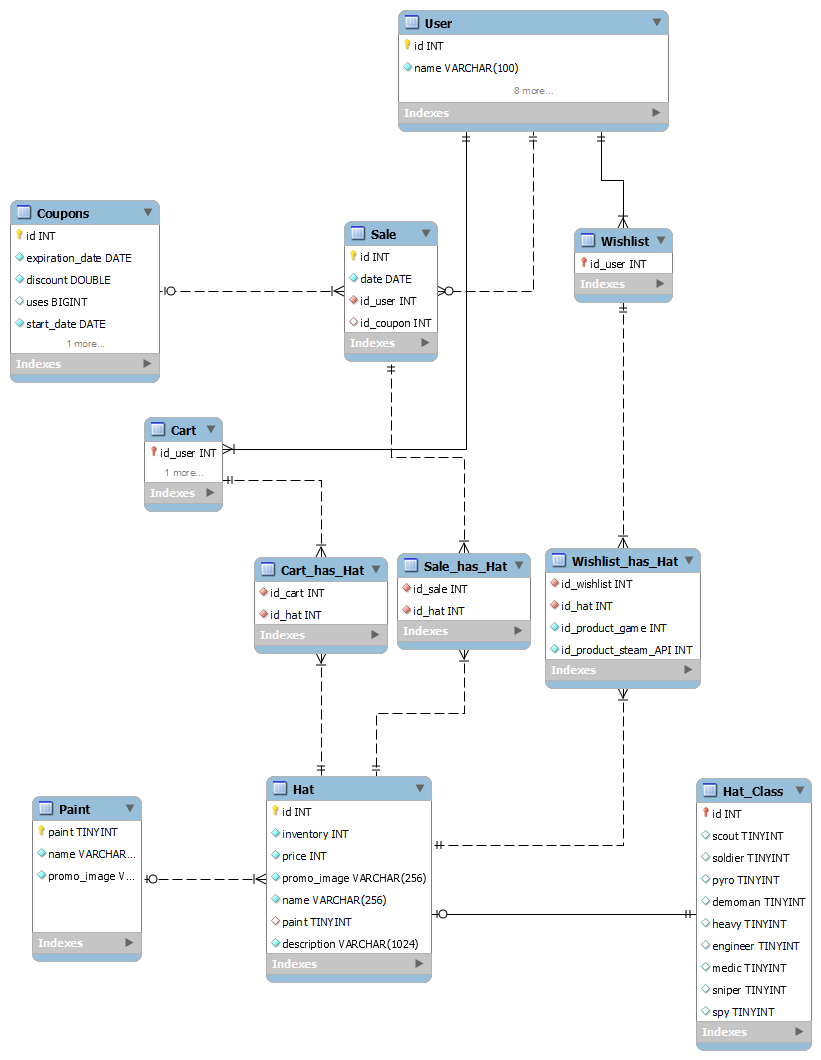 User
id INT
name VARCHAR(100)
8 more...
Indexes
Coupons
id INT
expiration_date DATE
discount DOUBLE
uses BIGINT
start_date DATE
1 more...
Indexes
Sale
id INT
date DATE
id_user INT
id_coupon INT
Indexes
Wishlist
id_user INT
Indexes
Cart
id_user INT
1 more...
Indexes
Cart_has_Hat
id_cart INT
id_hat INT
Indexes
Sale_has_Hat
id_sale INT
id_hat INT
Indexes
Wishlist_has_Hat
id_wishlist INT
id_hat INT
id_product_game INT
id_product_steam_API INT
Indexes
Paint
paint TINYINT
name VARCHAR...
promo_image V...
Indexes
Hat
id INT
inventory INT
price INT
promo_image VARCHAR(256)
name VARCHAR(256)
paint TINYINT
description VARCHAR(1024)
Indexes
Hat_Class
id INT
scout TINYINT
soldier TINYINT
pyro TINYINT
demoman TINYINT
heavy TINYINT
engineer TINYINT
medic TINYINT
sniper TINYINT
spy TINYINT
Indexes